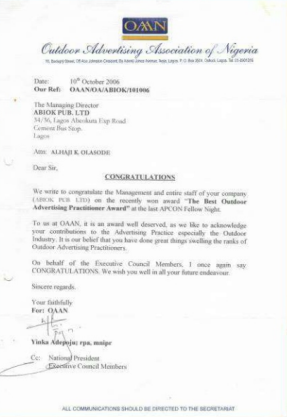 OAAN
Outdoor Advertising Association of Nigeria
Date: 10th October 2006
Our Ref: OAAN/OA/ABIOK/101006
The Managing Director
ABIOK PUB. LTD
34/36, Lagos Abeokuta Exp Road
Cement Bus Stop
Lagos
Attn: ALHAJI K. OLAIODE
Dear Sir,
CONGRATULATIONS
We write to congratulate the Management and entire staff of your company
(ABIOK PUB LTD) on the recently won award "The Best Outdoor
Advertising Practitioner Award" at the last APCON Fellow Night.
To us at OAAN, it is an award well deserved, as we like to acknowledge
your contributions to the Advertising Practice especially the Outdoor
Industry. It is our belief that you have done great things swelling the ranks of
Outdoor Advertising Practitioners.
On behalf of the Executive Council Members, I once again say
CONGRATULATIONS. We wish you well in all your future endeavour.
Sincere regards.
Your faithfully
For: OAAN
Yinka Adepoju; rpa, maipe
Cc: National President
Executive Council Members
ALL COMMUNICATIONS SHOULD BE DIRECTED TO THE SECRETARIAT